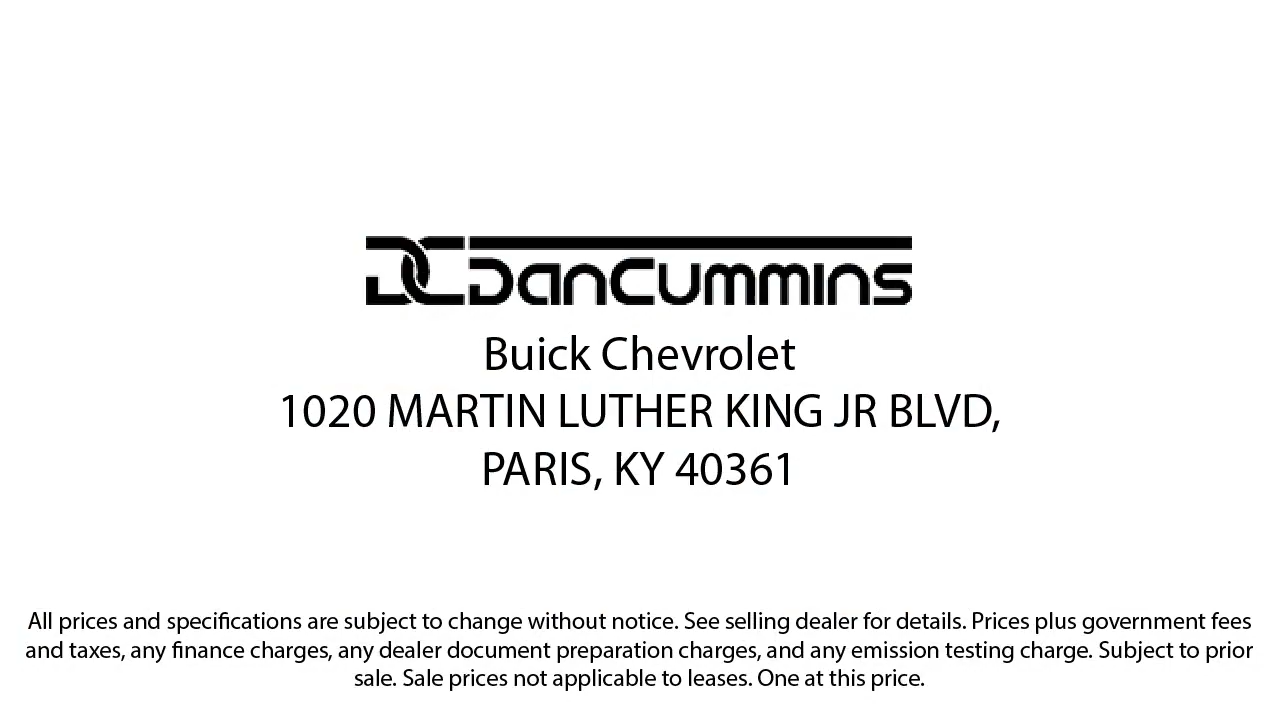 DC DanCummins
Buick Chevrolet
1020 MARTIN LUTHER KING JR BLVD,
PARIS, KY 40361
All prices and specifications are subject to change without notice. See selling dealer for details. Prices plus government fees
and taxes, any finance charges, any dealer document preparation charges, and any emission testing charge. Subject to prior
sale. Sale prices not applicable to leases. One at this price.